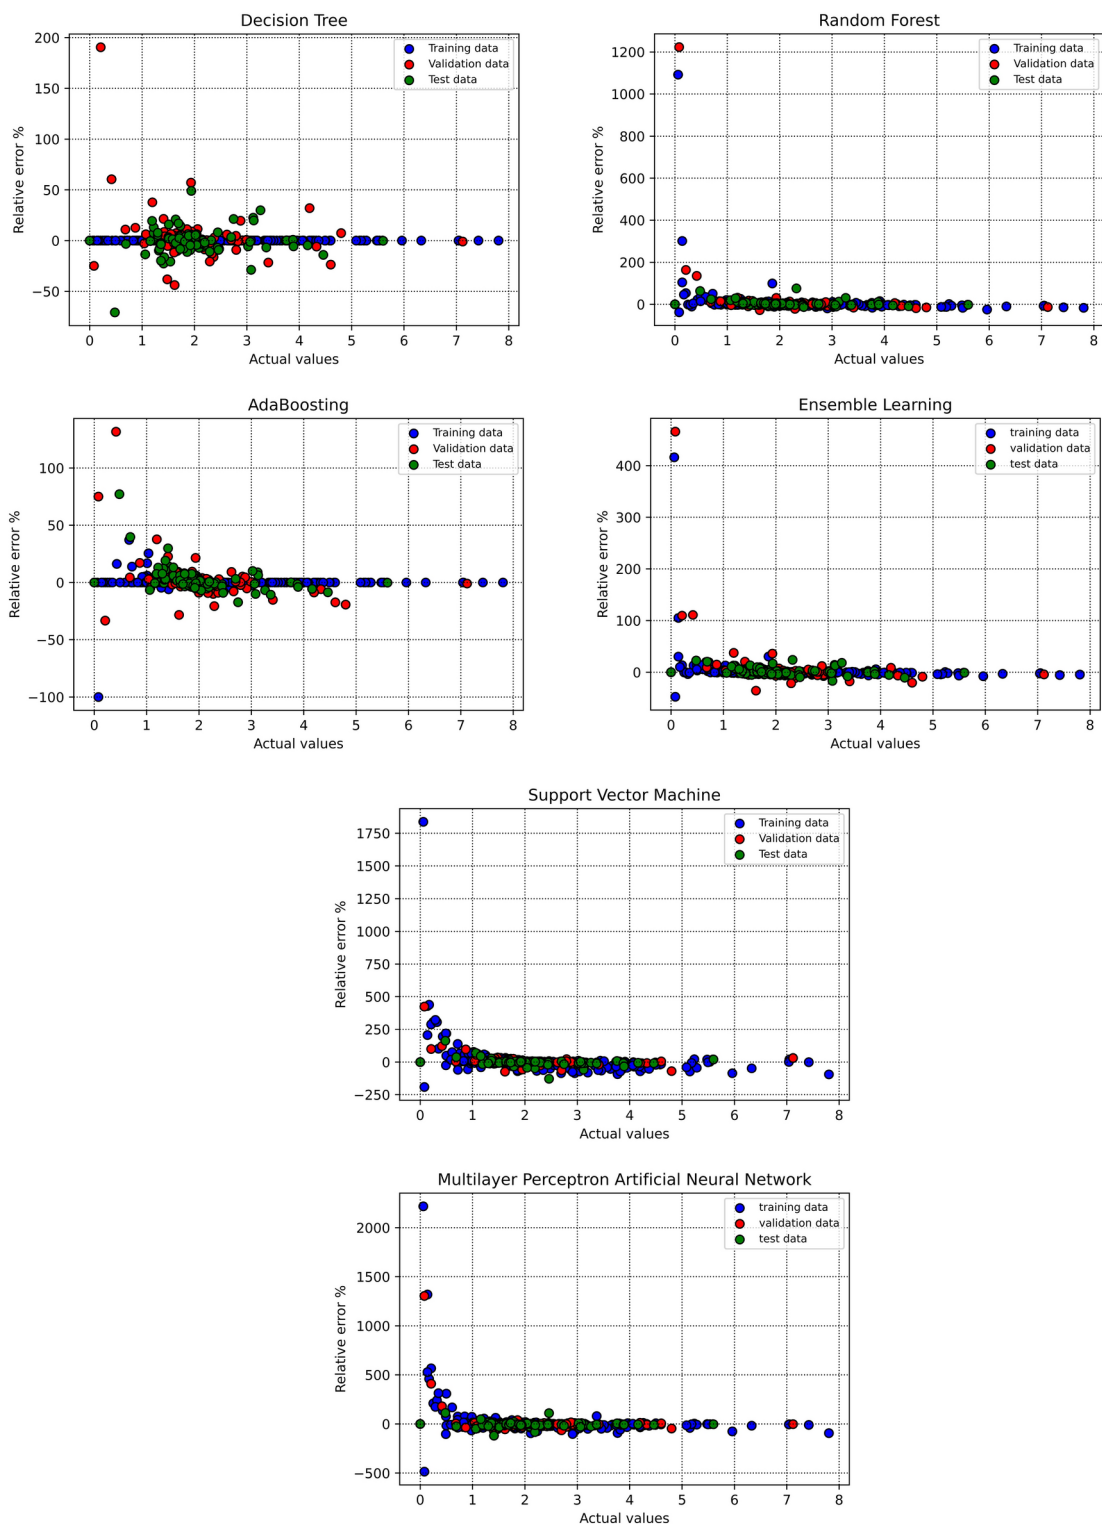 Decision Tree
200
150
100
50
0
−50
0 1 2 3 4 5 6 7 8
Relative error %
Actual values
Training data
Validation data
Test data
Random Forest
1200
1000
800
600
400
200
0
0 1 2 3 4 5 6 7 8
Relative error %
Actual values
Training data
Validation data
Test data
AdaBoosting
100
50
0
−50
−100
0 1 2 3 4 5 6 7 8
Relative error %
Actual values
Training data
Validation data
Test data
Ensemble Learning
400
300
200
100
0
0 1 2 3 4 5 6 7 8
Relative error %
Actual values
training data
validation data
test data
Support Vector Machine
1750
1500
1250
1000
750
500
250
0
−250
0 1 2 3 4 5 6 7 8
Relative error %
Actual values
Training data
Validation data
Test data
Multilayer Perceptron Artificial Neural Network
2000
1500
1000
500
0
−500
0 1 2 3 4 5 6 7 8
Relative error %
Actual values
training data
validation data
test data